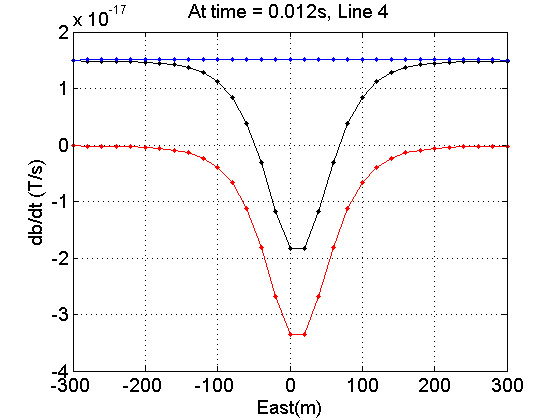 At time = 0.012s, Line 4
x 10^-17
2
1
0
-1
-2
-3
-4
db/dt (T/s)
-300 -200 -100 0 100 200 300
East(m)